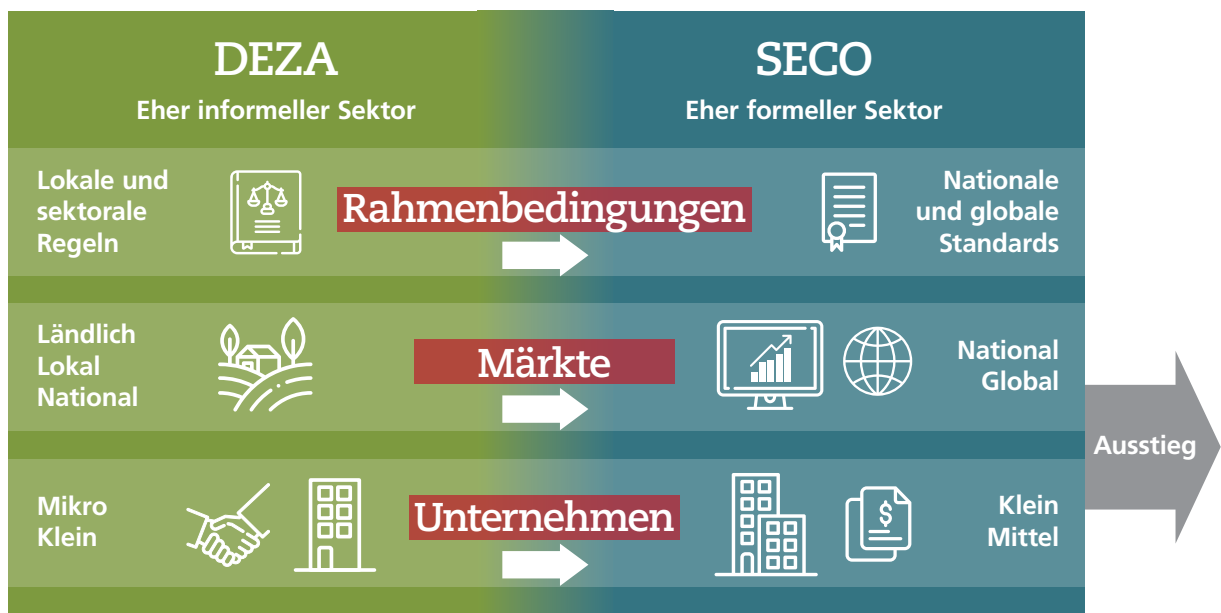 DEZA
Eher informeller Sektor
SECO
Eher formeller Sektor
Lokale und
sektorale
Regeln
Rahmenbedingungen
Nationale
und globale
Standards
Ländlich
Lokal
National
Märkte
National
Global
Mikro
Klein
Unternehmen
$
Klein
Mittel
Ausstieg